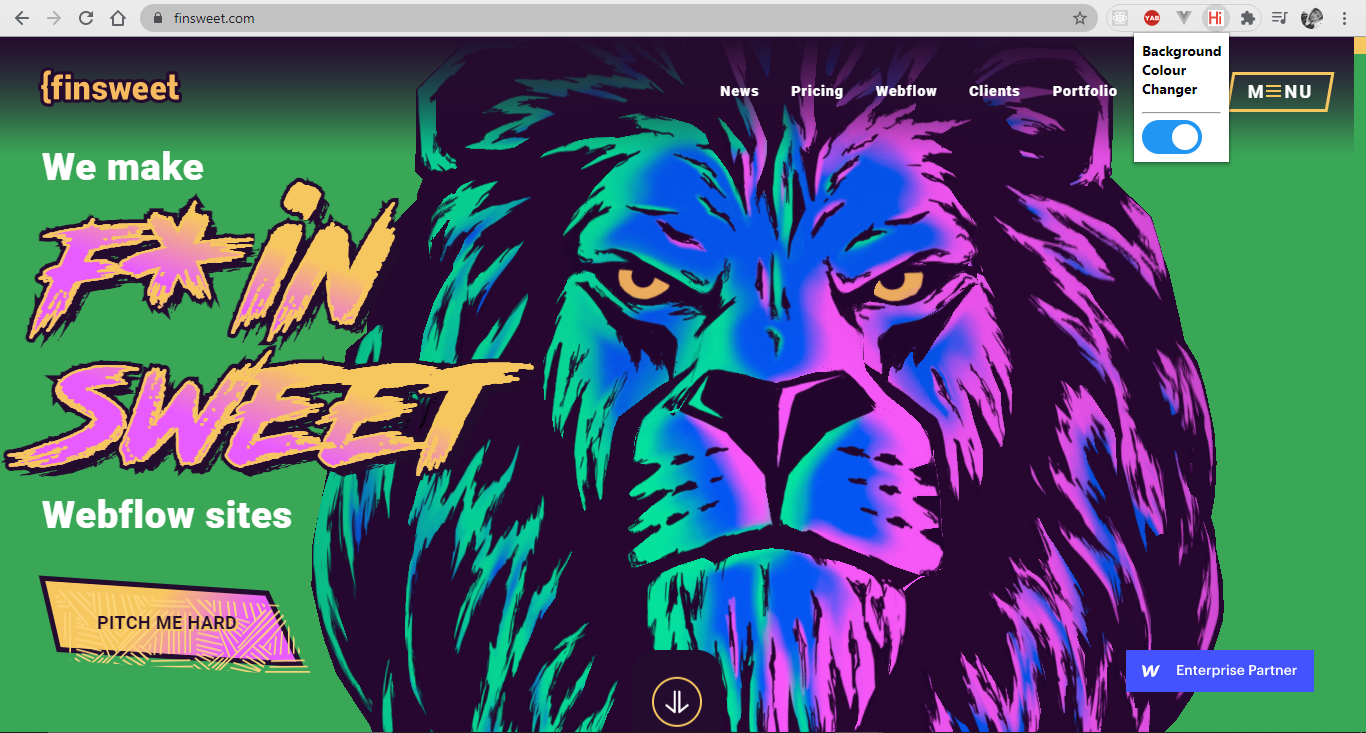 finsweet.com
YAB
Hi
{finsweet
News
Pricing
Webflow
Clients
Portfolio
Background
Colour
Changer
M☰NU
We make
F*iN
SWEET
Webflow sites
PITCH ME HARD
W Enterprise Partner